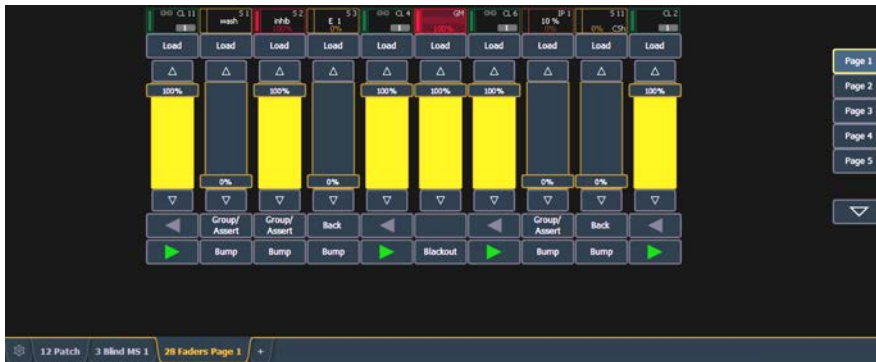 CL 11 S 1 S 2 S 3 CL 4 GM CL 6 IP 1 S 11 CL 2
wash inhb E 1 10 %
100% 0% 100% 0% 0% CSh
Load Load Load Load Load Load Load Load Load Load
100% 100% 100% 100% 100% 100%
0% 0% 0% 0%
Group/ Assert Group/ Assert Back Group/ Assert Back
Bump Bump Bump Blackout Bump Bump
Page 1
Page 2
Page 3
Page 4
Page 5
12 Patch 3 Blind MS 1 28 Faders Page 1 +